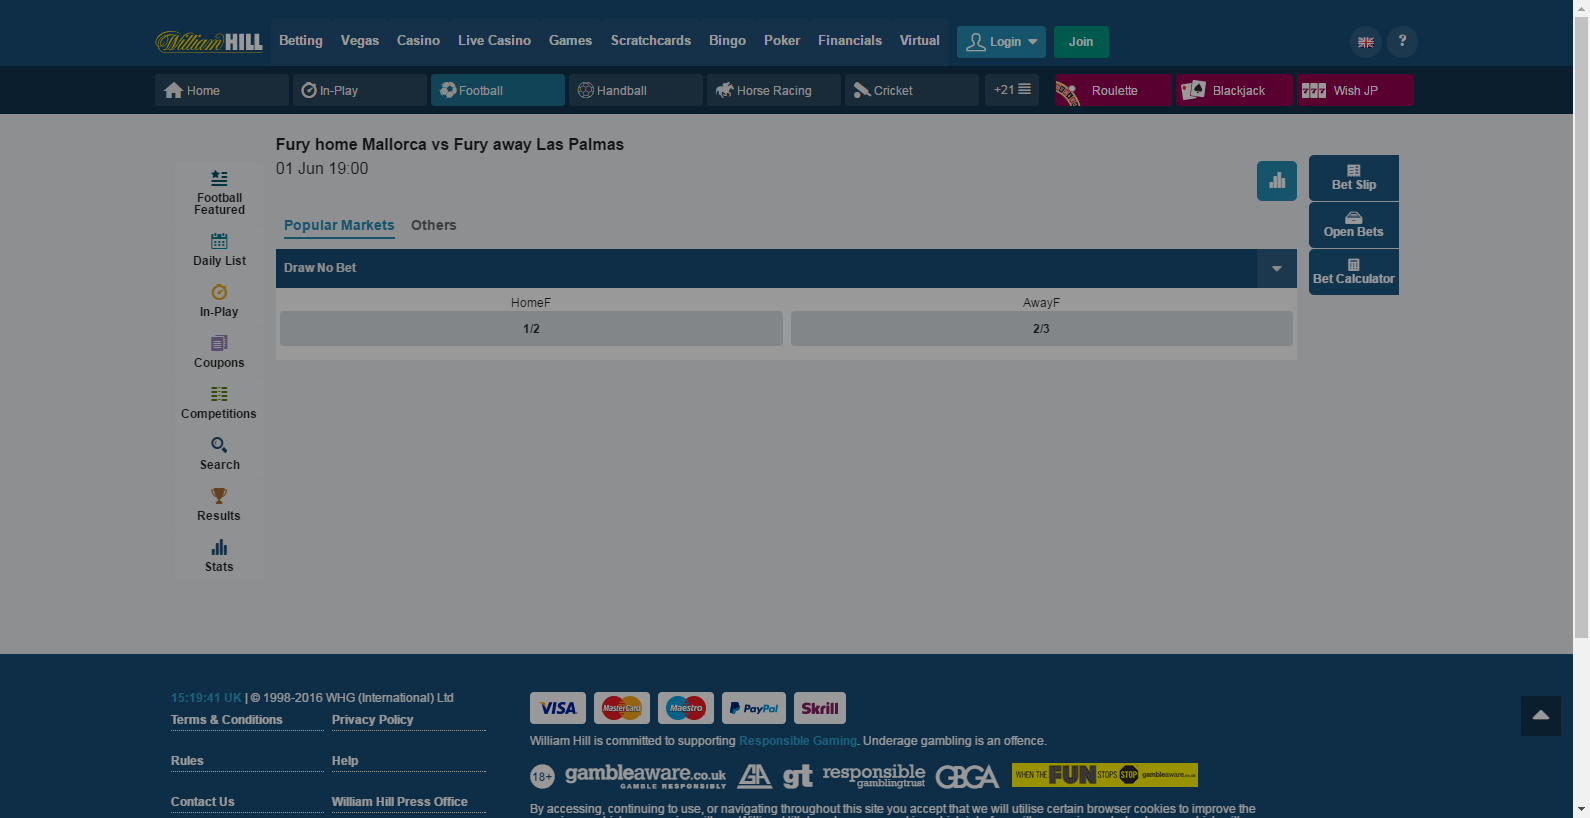 William HILL
Betting Vegas Casino Live Casino Games Scratchcards Bingo Poker Financials Virtual Login Join ?
Home In-Play Football Handball Horse Racing Cricket +21 Roulette Blackjack Wish JP
Fury home Mallorca vs Fury away Las Palmas
01 Jun 19:00
Football
Featured
Daily List
In-Play
Coupons
Competitions
Search
Results
Stats
Popular Markets Others
Draw No Bet
HomeF AwayF
1/2 2/3
Bet Slip
Open Bets
Bet Calculator
15:19:41 UK | © 1998-2016 WHG (International) Ltd
Terms & Conditions Privacy Policy
Rules Help
Contact Us William Hill Press Office
VISA MasterCard Maestro PayPal Skrill
William Hill is committed to supporting Responsible Gaming. Underage gambling is an offence.
18+ gambleaware.co.uk GAMBLE RESPONSIBLY gt responsible gamblingtrust GBGA WHEN THE FUN STOPS STOP gambleaware.co.uk
By accessing, continuing to use, or navigating throughout this site you accept that we will utilise certain browser cookies to improve the